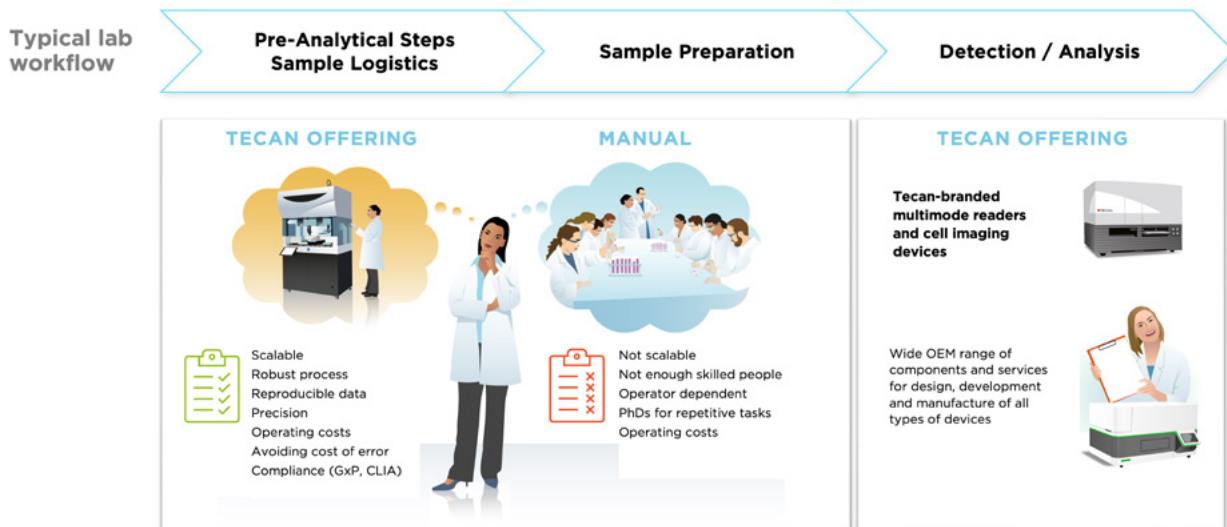 Typical lab
workflow
Pre-Analytical Steps
Sample Logistics
Sample Preparation
Detection / Analysis
TECAN OFFERING
MANUAL
Scalable
Robust process
Reproducible data
Precision
Operating costs
Avoiding cost of error
Compliance (GxP, CLIA)
Not scalable
Not enough skilled people
Operator dependent
PhDs for repetitive tasks
Operating costs
TECAN OFFERING
Tecan-branded
multimode readers
and cell imaging
devices
Wide OEM range of
components and services
for design, development
and manufacture of all
types of devices